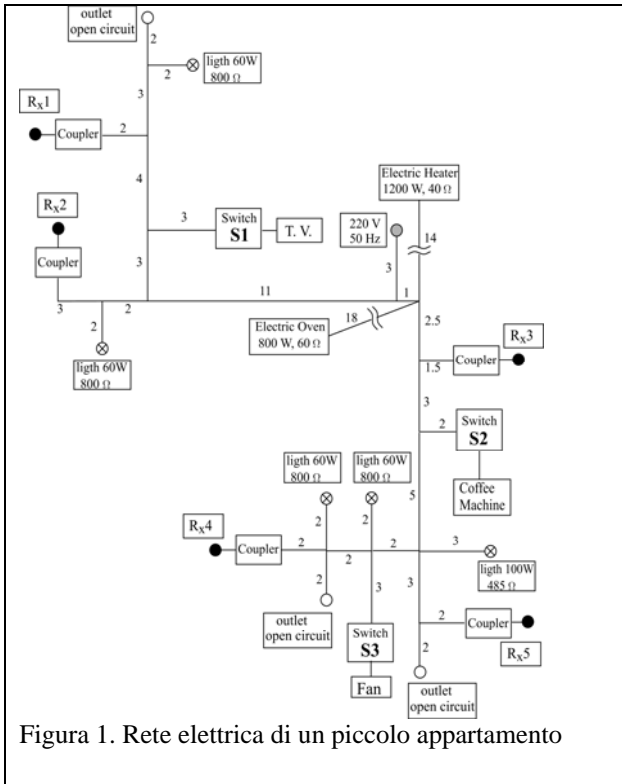 outlet
open circuit
2
ligth 60W
800 Ω
2
3
Rx1
Coupler
2
4
Electric Heater
1200 W, 40 Ω
Rx2
3
Switch
S1
T. V.
220 V
50 Hz
14
Coupler
3
3
11
1
3
2
18
2.5
2
Electric Oven
800 W, 60 Ω
Rx3
ligth 60W
800 Ω
1.5
Coupler
3
2
Switch
S2
ligth 60W
800 Ω
ligth 60W
800 Ω
5
Coffee
Machine
Rx4
2
2
Coupler
2
2
2
3
2
3
3
ligth 100W
485 Ω
outlet
open circuit
Switch
S3
2
Coupler
2
Rx5
Fan
outlet
open circuit
Figura 1. Rete elettrica di un piccolo appartamento